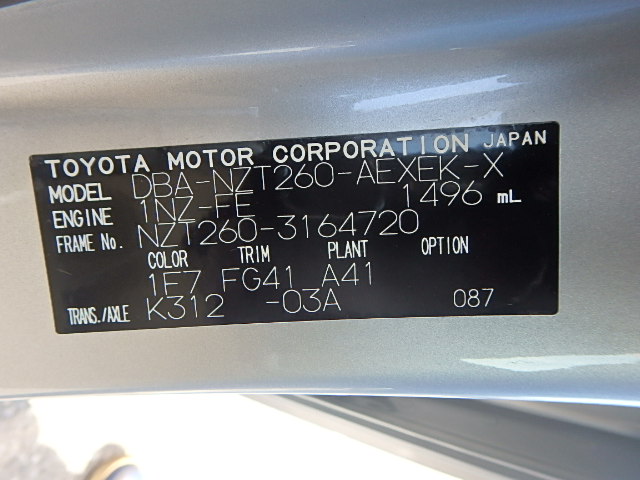 TOYOTA MOTOR CORPORATION JAPAN
MODEL DBA-NZT260-AEXEK-X
ENGINE 1NZ-FE 1496 mL
FRAME No. NZT260-3164720
COLOR TRIM PLANT OPTION
1F7 FG41 A41
TRANS./AXLE K312 -03A 087